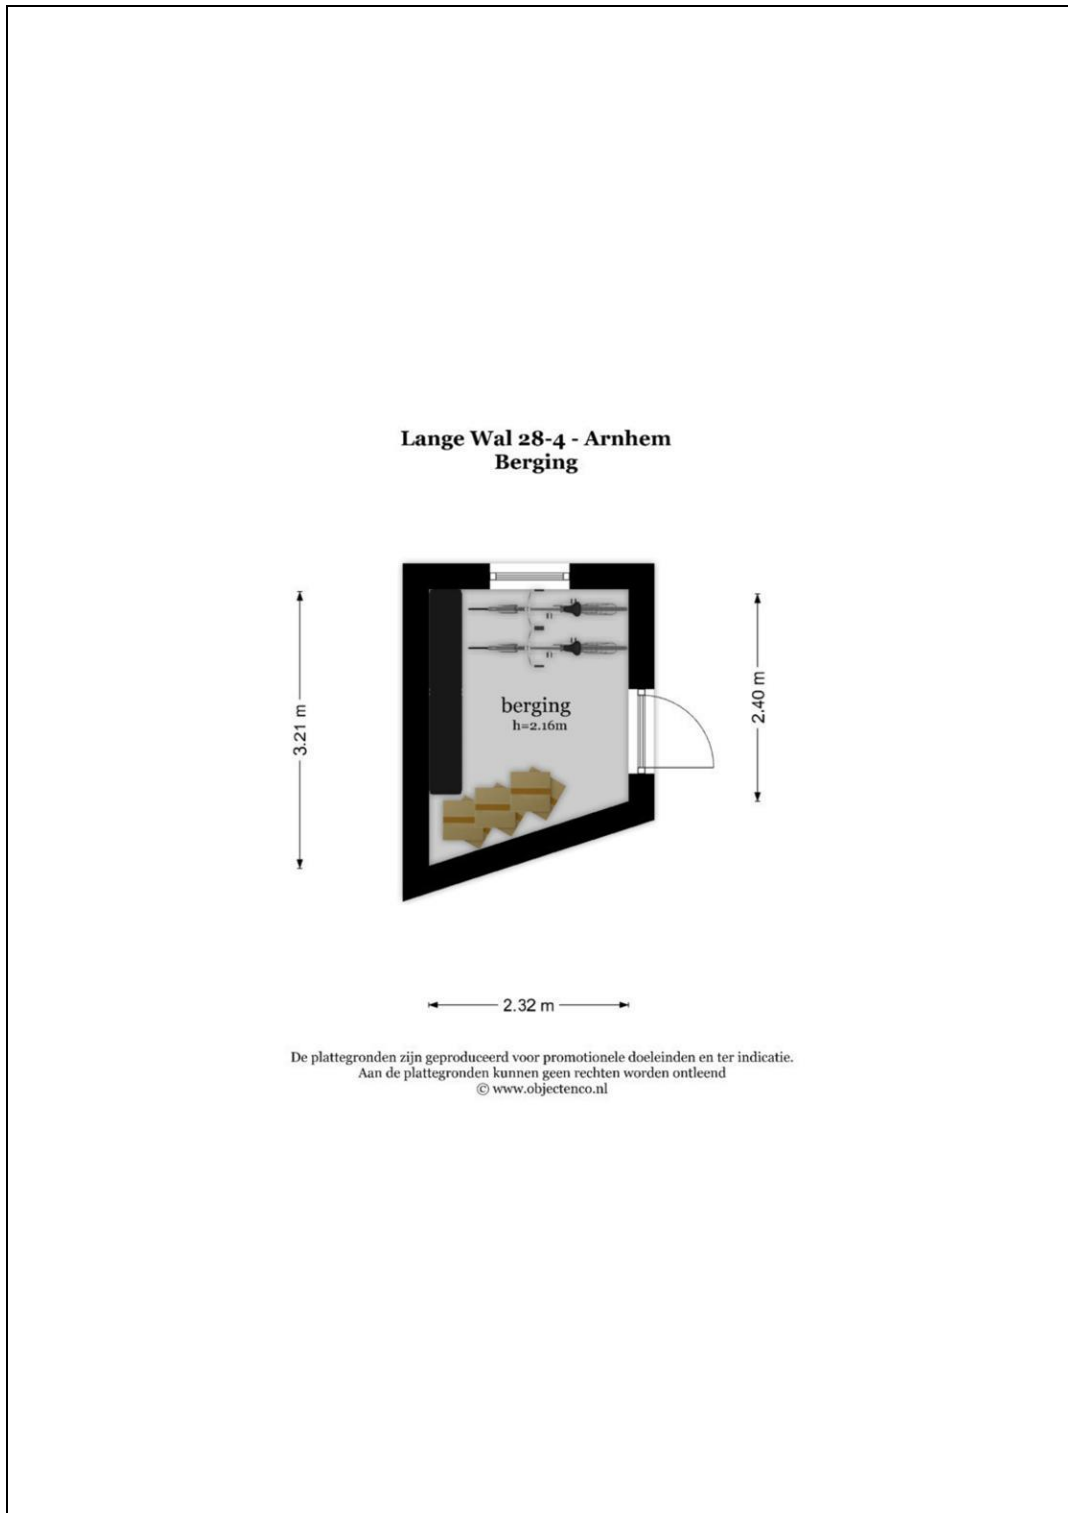 Lange Wal 28-4 - Arnhem
Berging
3.21 m
2.40 m
berging
h=2.16m
2.32 m
De plattegronden zijn geproduceerd voor promotionele doeleinden en ter indicatie.
Aan de plattegronden kunnen geen rechten worden ontleend
© www.objectenco.nl